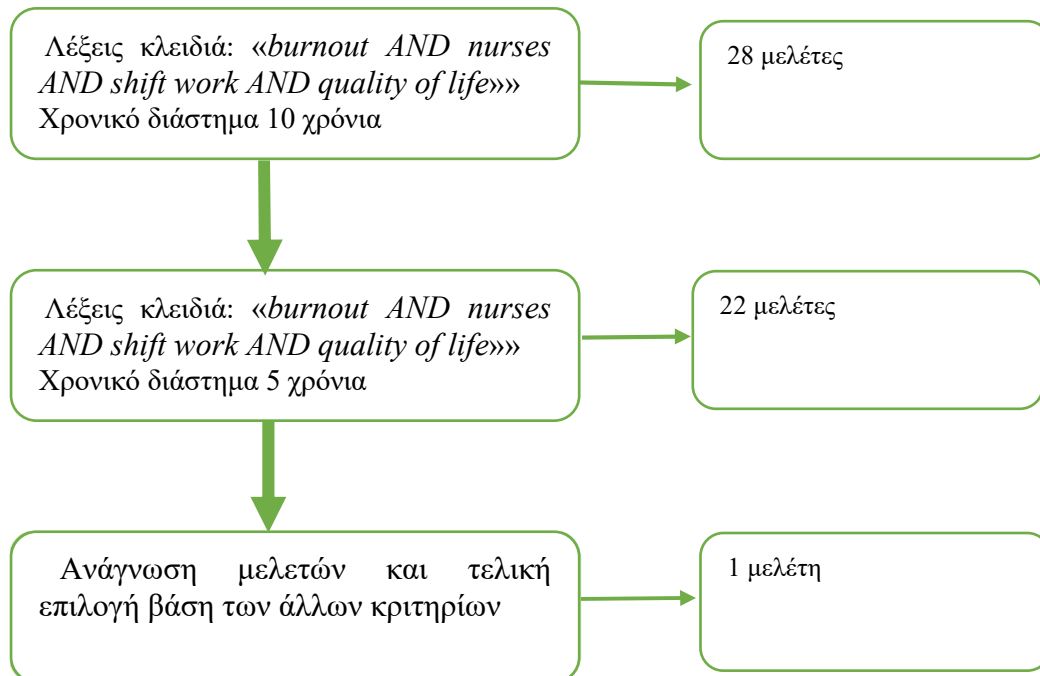 Λέξεις κλειδιά: «burnout AND nurses
AND shift work AND quality of life»»
Χρονικό διάστημα 10 χρόνια
28 μελέτες
Λέξεις κλειδιά: «burnout AND nurses
AND shift work AND quality of life»»
Χρονικό διάστημα 5 χρόνια
22 μελέτες
Ανάγνωση μελετών και τελική
επιλογή βάση των άλλων κριτηρίων
1 μελέτη